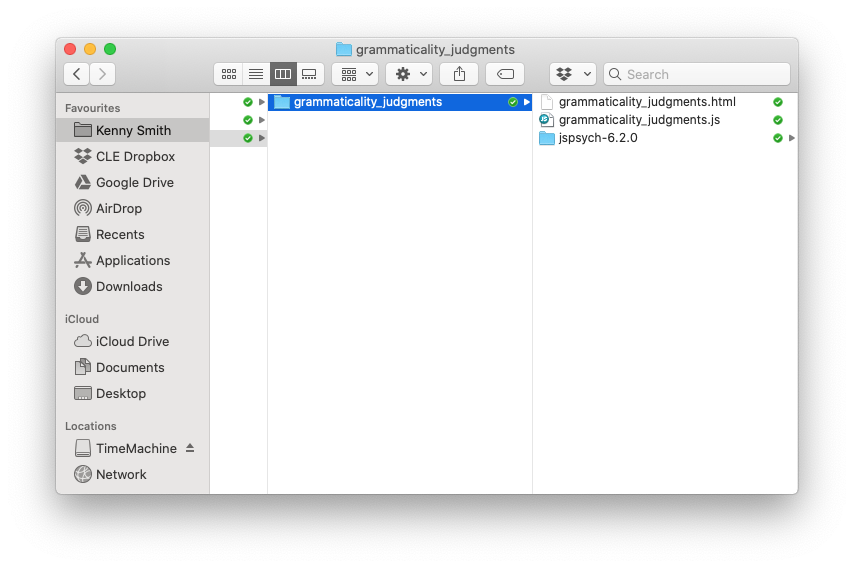 grammaticality_judgments
Search
Favourites
Kenny Smith
CLE Dropbox
Google Drive
AirDrop
Recents
Applications
Downloads
iCloud
iCloud Drive
Documents
Desktop
Locations
TimeMachine
Network
grammaticality_judgments
grammaticality_judgments.html
JS grammaticality_judgments.js
jspsych-6.2.0